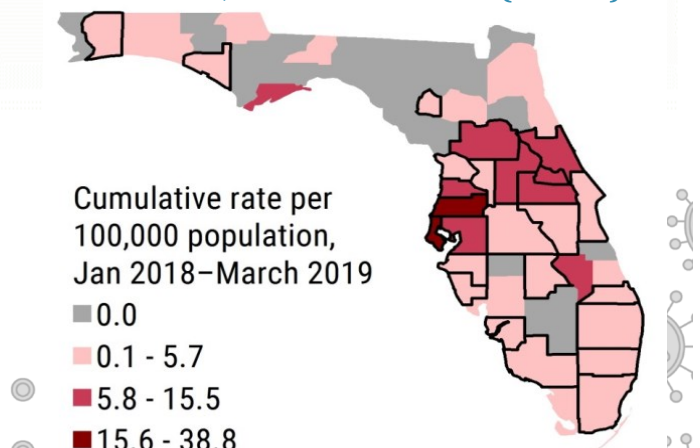 Cumulative rate per
100,000 population,
Jan 2018–March 2019
0.0
0.1 - 5.7
5.8 - 15.5
15.6 - 38.8